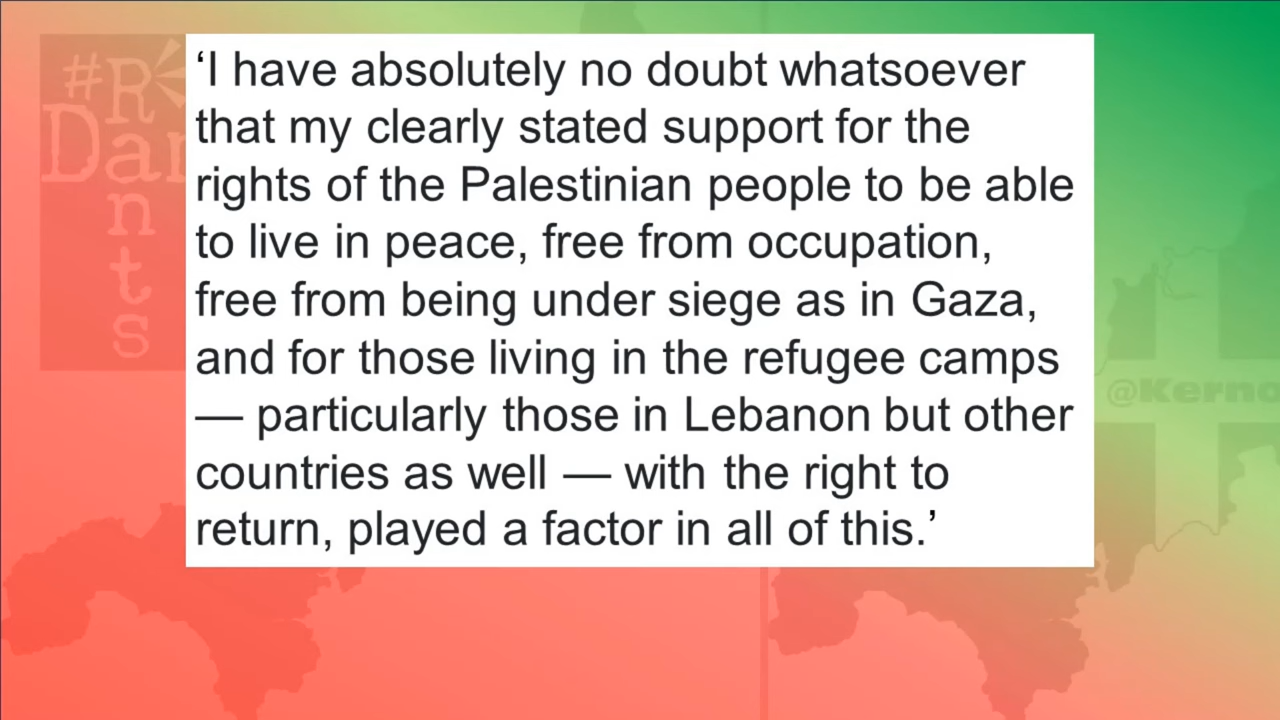 #R
Dan
n
t
s
‘I have absolutely no doubt whatsoever
that my clearly stated support for the
rights of the Palestinian people to be able
to live in peace, free from occupation,
free from being under siege as in Gaza,
and for those living in the refugee camps
— particularly those in Lebanon but other
countries as well — with the right to
return, played a factor in all of this.’
@Kerno